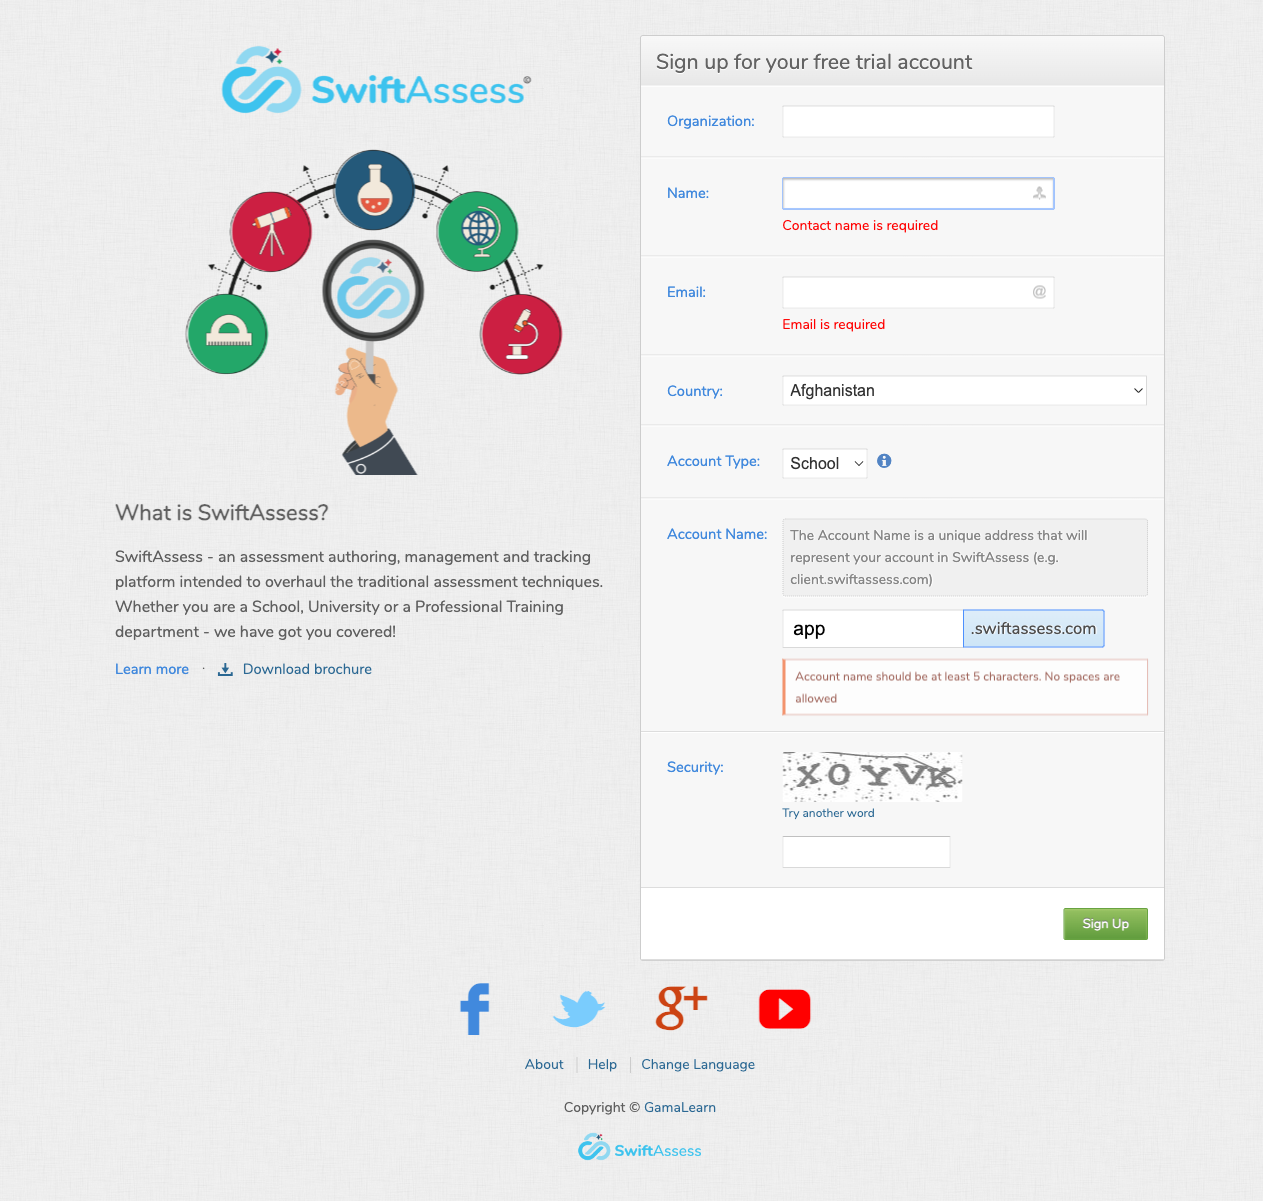 SwiftAssess©
What is SwiftAssess?
SwiftAssess - an assessment authoring, management and tracking
platform intended to overhaul the traditional assessment techniques.
Whether you are a School, University or a Professional Training
department - we have got you covered!
Learn more · Download brochure
Sign up for your free trial account
Organization:
Name:
Contact name is required
Email:
@
Email is required
Country: Afghanistan
Account Type: School
Account Name: The Account Name is a unique address that will
represent your account in SwiftAssess (e.g.
client.swiftassess.com)
app .swiftassess.com
Account name should be at least 5 characters. No spaces are
allowed
Security: XOYVK
Try another word
Sign Up
f g+
About Help Change Language
Copyright © GamaLearn
SwiftAssess